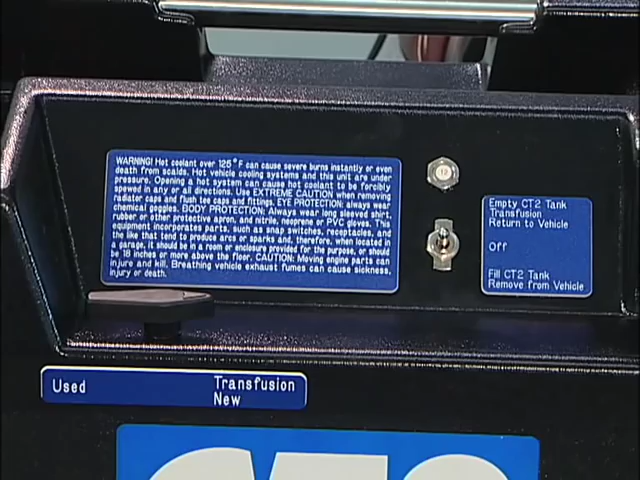 WARNING! Hot coolant over 125°F can cause severe burns instantly or even
death from scalds. Hot vehicle cooling systems and this unit are under
pressure. Opening a hot system can cause hot coolant to be forcibly
spewed in any or all directions. Use EXTREME CAUTION when removing
radiator caps and flush tee caps and fittings. EYE PROTECTION: always wear
chemical goggles. BODY PROTECTION: Always wear long sleeved shirt,
rubber or other protective apron, and nitrile, neoprene or PVC gloves. This
equipment incorporates parts, such as snap switches, receptacles, and
the like that tend to produce arcs or sparks and, therefore, when located in
a garage, it should be in a room or enclosure provided for the purpose, or should
be 18 inches or more above the floor. CAUTION: Moving engine parts can
injure and kill. Breathing vehicle exhaust fumes can cause sickness,
injury or death.
Empty CT2 Tank
Transfusion
Return to Vehicle
Off
Fill CT2 Tank
Remove from Vehicle
Used
Transfusion
New